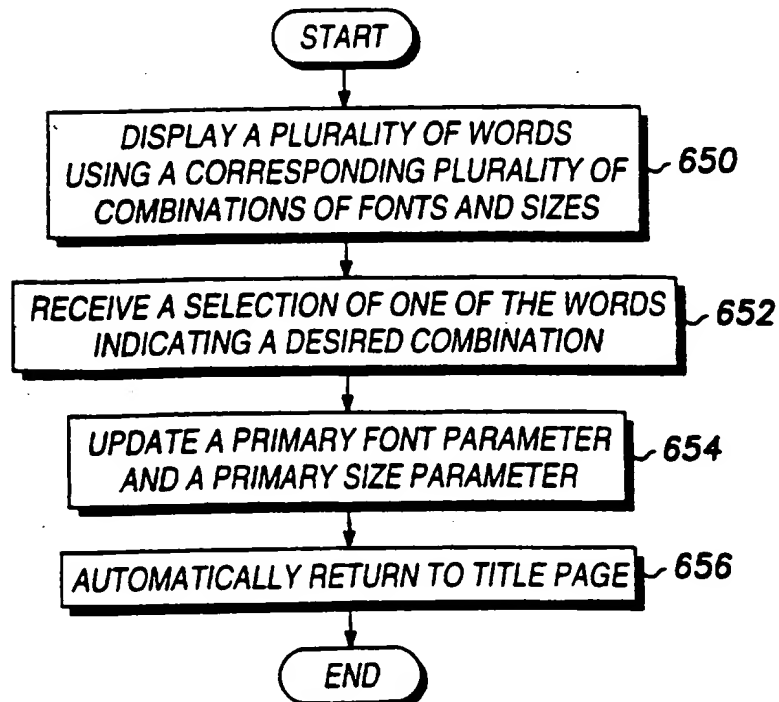 START
DISPLAY A PLURALITY OF WORDS
USING A CORRESPONDING PLURALITY OF
COMBINATIONS OF FONTS AND SIZES
650
RECEIVE A SELECTION OF ONE OF THE WORDS
INDICATING A DESIRED COMBINATION
652
UPDATE A PRIMARY FONT PARAMETER
AND A PRIMARY SIZE PARAMETER
654
AUTOMATICALLY RETURN TO TITLE PAGE
656
END